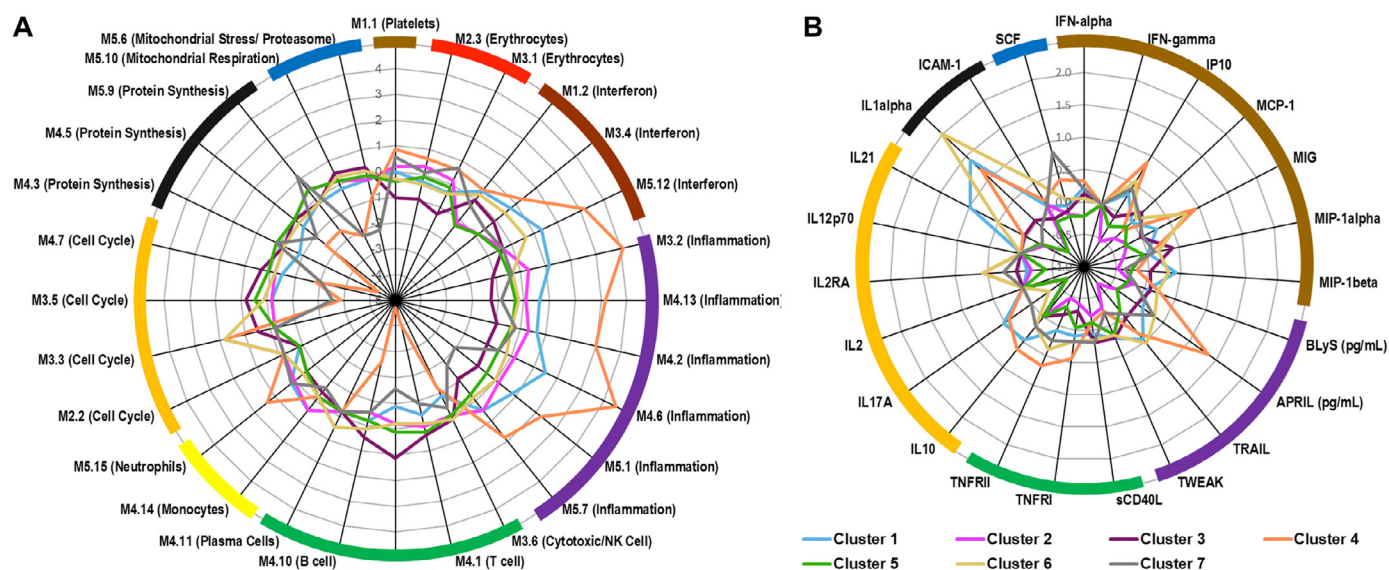 A
M1.1 (Platelets)
M2.3 (Erythrocytes)
M3.1 (Erythrocytes)
M1.2 (Interferon)
M3.4 (Interferon)
M5.12 (Interferon)
M3.2 (Inflammation)
M4.13 (Inflammation)
M4.2 (Inflammation)
M4.6 (Inflammation)
M5.1 (Inflammation)
M5.7 (Inflammation)
M3.6 (Cytotoxic/NK Cell)
M4.1 (T cell)
M4.10 (B cell)
M4.11 (Plasma Cells)
M4.14 (Monocytes)
M5.15 (Neutrophils)
M2.2 (Cell Cycle)
M3.3 (Cell Cycle)
M3.5 (Cell Cycle)
M4.7 (Cell Cycle)
M4.3 (Protein Synthesis)
M4.5 (Protein Synthesis)
M5.9 (Protein Synthesis)
M5.10 (Mitochondrial Respiration)
M5.6 (Mitochondrial Stress/ Proteasome)
4
3
2
1
B
IFN-alpha
IFN-gamma
IP10
MCP-1
MIG
MIP-1alpha
MIP-1beta
BLyS (pg/mL)
APRIL (pg/mL)
TRAIL
TWEAK
sCD40L
TNFRI
TNFRII
IL10
IL17A
IL2
IL2RA
IL12p70
IL21
IL1alpha
ICAM-1
SCF
2.0
1.5
1.0
Cluster 1
Cluster 2
Cluster 3
Cluster 4
Cluster 5
Cluster 6
Cluster 7